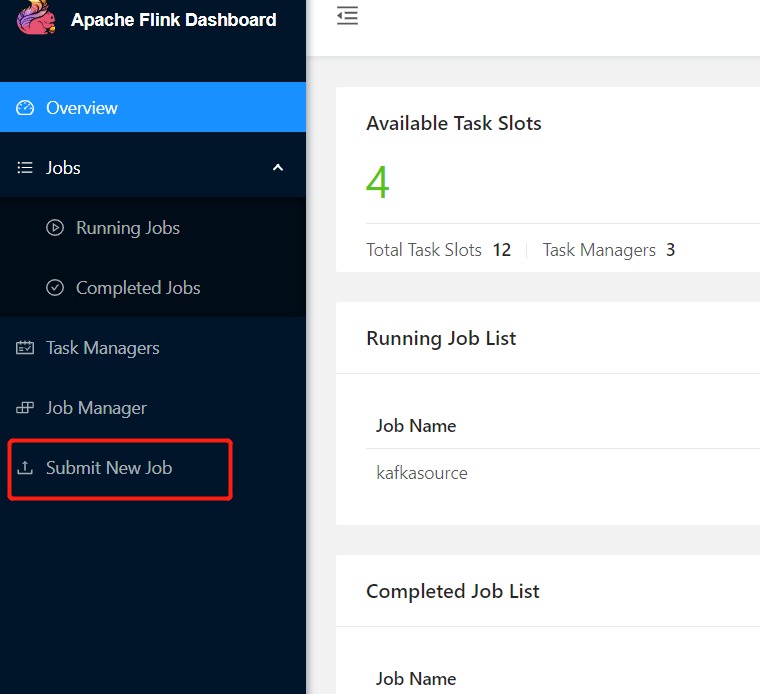 Apache Flink Dashboard
Overview
Jobs
Running Jobs
Completed Jobs
Task Managers
Job Manager
Submit New Job
Available Task Slots
4
Total Task Slots 12 Task Managers 3
Running Job List
Job Name
kafkasource
Completed Job List
Job Name